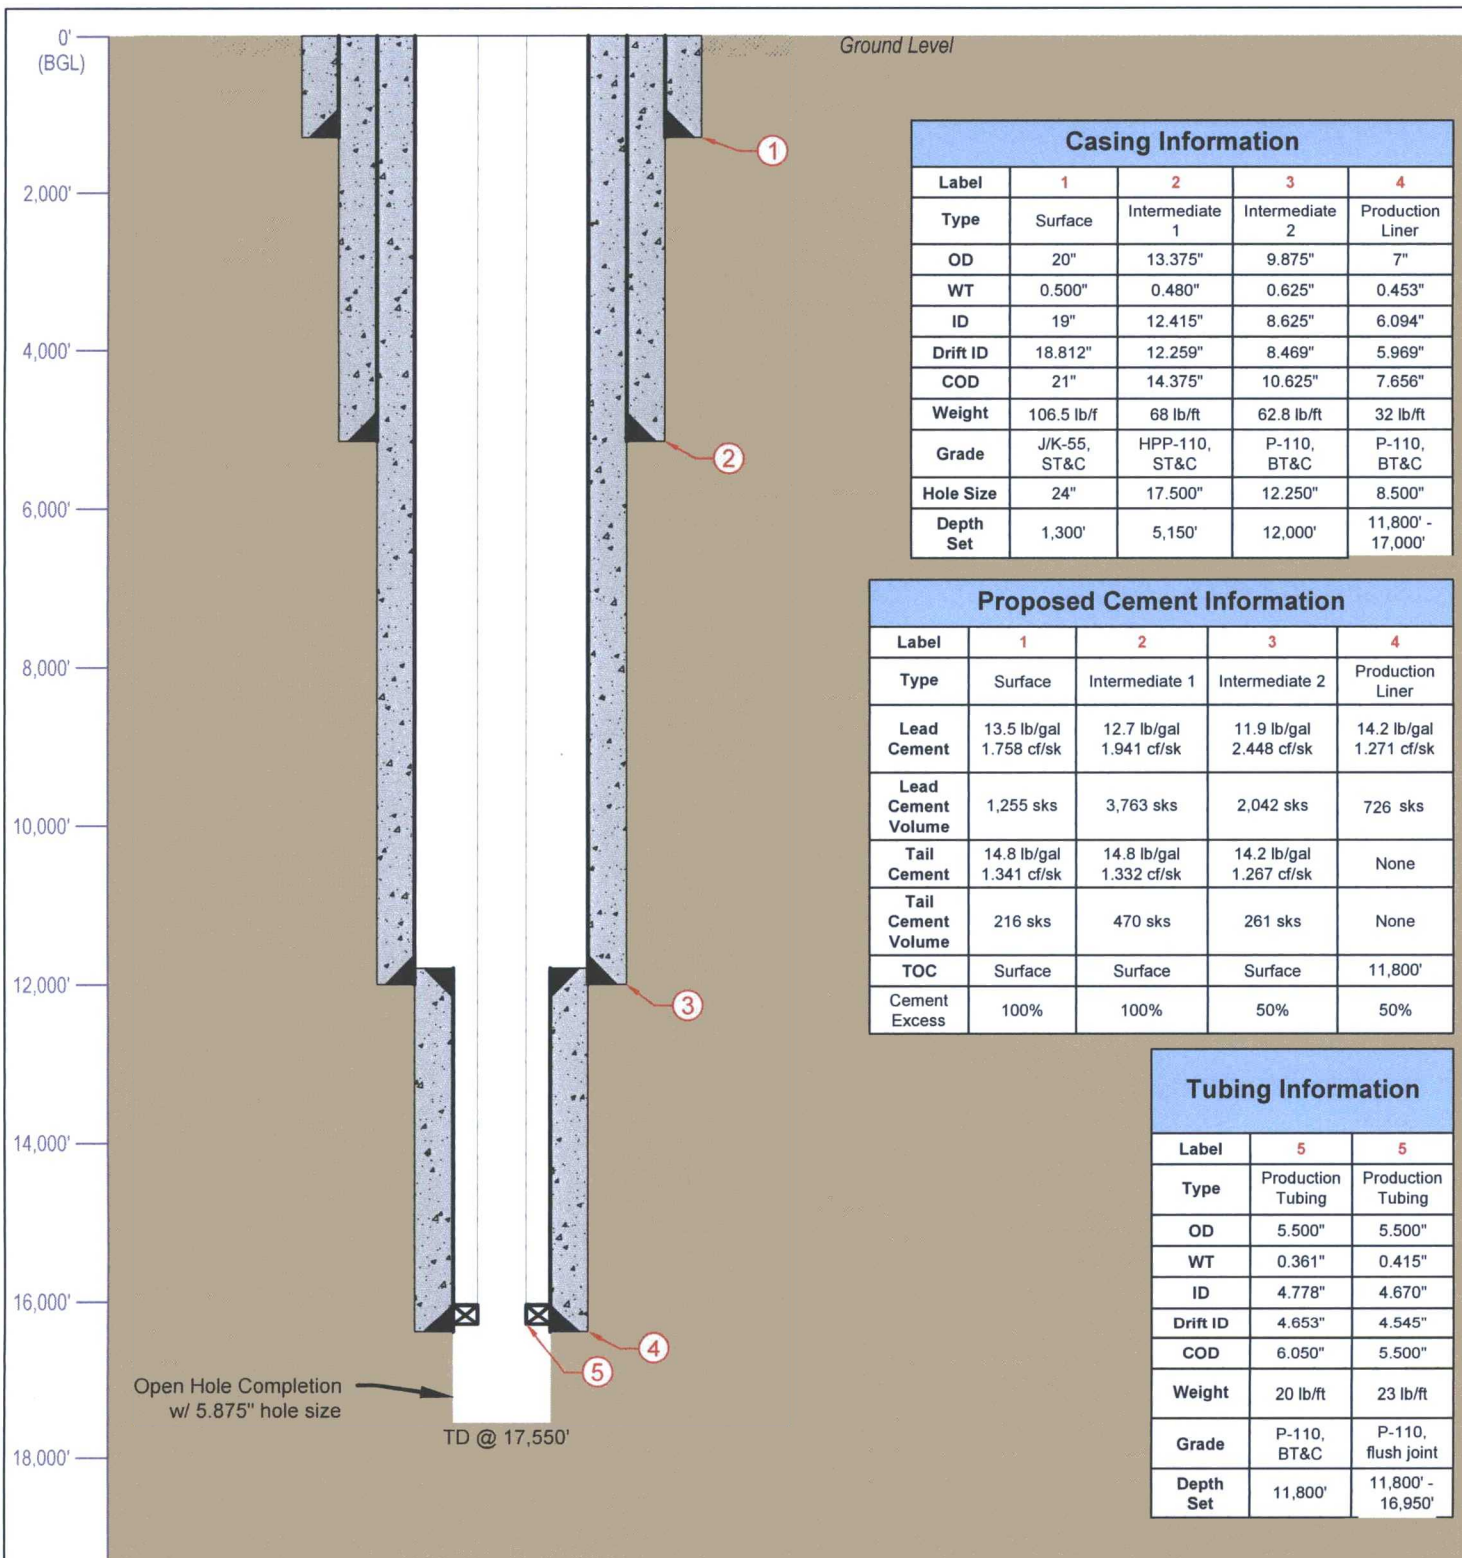 0'
(BGL)
Ground Level
2,000'
4,000'
6,000'
8,000'
10,000'
12,000'
14,000'
16,000'
18,000'
1
2
3
4
5
Open Hole Completion
w/ 5.875" hole size
TD @ 17,550'
Casing Information
Label 1 2 3 4
Type Surface Intermediate 1 Intermediate 2 Production Liner
OD 20" 13.375" 9.875" 7"
WT 0.500" 0.480" 0.625" 0.453"
ID 19" 12.415" 8.625" 6.094"
Drift ID 18.812" 12.259" 8.469" 5.969"
COD 21" 14.375" 10.625" 7.656"
Weight 106.5 lb/f 68 lb/ft 62.8 lb/ft 32 lb/ft
Grade J/K-55, ST&C HPP-110, ST&C P-110, BT&C P-110, BT&C
Hole Size 24" 17.500" 12.250" 8.500"
Depth Set 1,300' 5,150' 12,000' 11,800' - 17,000'
Proposed Cement Information
Label 1 2 3 4
Type Surface Intermediate 1 Intermediate 2 Production Liner
Lead Cement 13.5 lb/gal 1.758 cf/sk 12.7 lb/gal 1.941 cf/sk 11.9 lb/gal 2.448 cf/sk 14.2 lb/gal 1.271 cf/sk
Lead Cement Volume 1,255 sks 3,763 sks 2,042 sks 726 sks
Tail Cement 14.8 lb/gal 1.341 cf/sk 14.8 lb/gal 1.332 cf/sk 14.2 lb/gal 1.267 cf/sk None
Tail Cement Volume 216 sks 470 sks 261 sks None
TOC Surface Surface Surface 11,800'
Cement Excess 100% 100% 50% 50%
Tubing Information
Label 5 5
Type Production Tubing Production Tubing
OD 5.500" 5.500"
WT 0.361" 0.415"
ID 4.778" 4.670"
Drift ID 4.653" 4.545"
COD 6.050" 5.500"
Weight 20 lb/ft 23 lb/ft
Grade P-110, BT&C P-110, flush joint
Depth Set 11,800' 11,800' - 16,950'